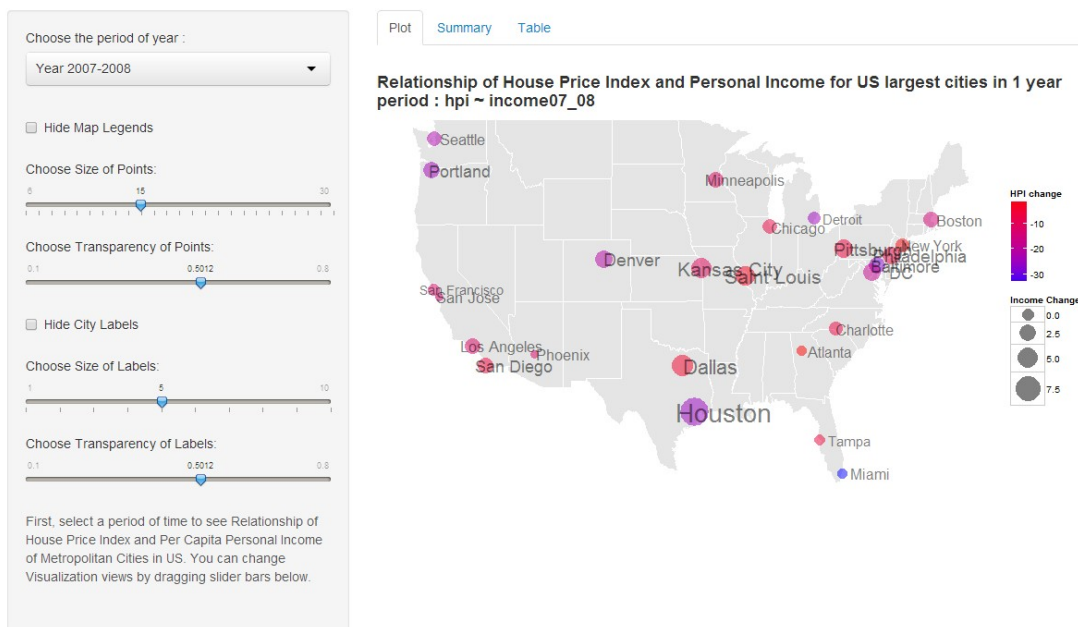 Choose the period of year :
Year 2007-2008
Hide Map Legends
Choose Size of Points:
6 15 30
Choose Transparency of Points:
0.1 0.5012 0.8
Hide City Labels
Choose Size of Labels:
1 5 10
Choose Transparency of Labels:
0.1 0.5012 0.8
First, select a period of time to see Relationship of
House Price Index and Per Capita Personal Income
of Metropolitan Cities in US. You can change
Visualization views by dragging slider bars below.
Plot Summary Table
Relationship of House Price Index and Personal Income for US largest cities in 1 year
period : hpi ~ income07_08
Seattle
Portland
Minneapolis
Detroit
Boston
Chicago
Pittsburgh
New York
Philadelphia
Baltimore
DC
Denver
Kansas City
Saint Louis
San Francisco
San Jose
Los Angeles
Phoenix
San Diego
Charlotte
Atlanta
Dallas
Houston
Tampa
Miami
HPI change
-10
-20
-30
Income Change
0.0
2.5
5.0
7.5